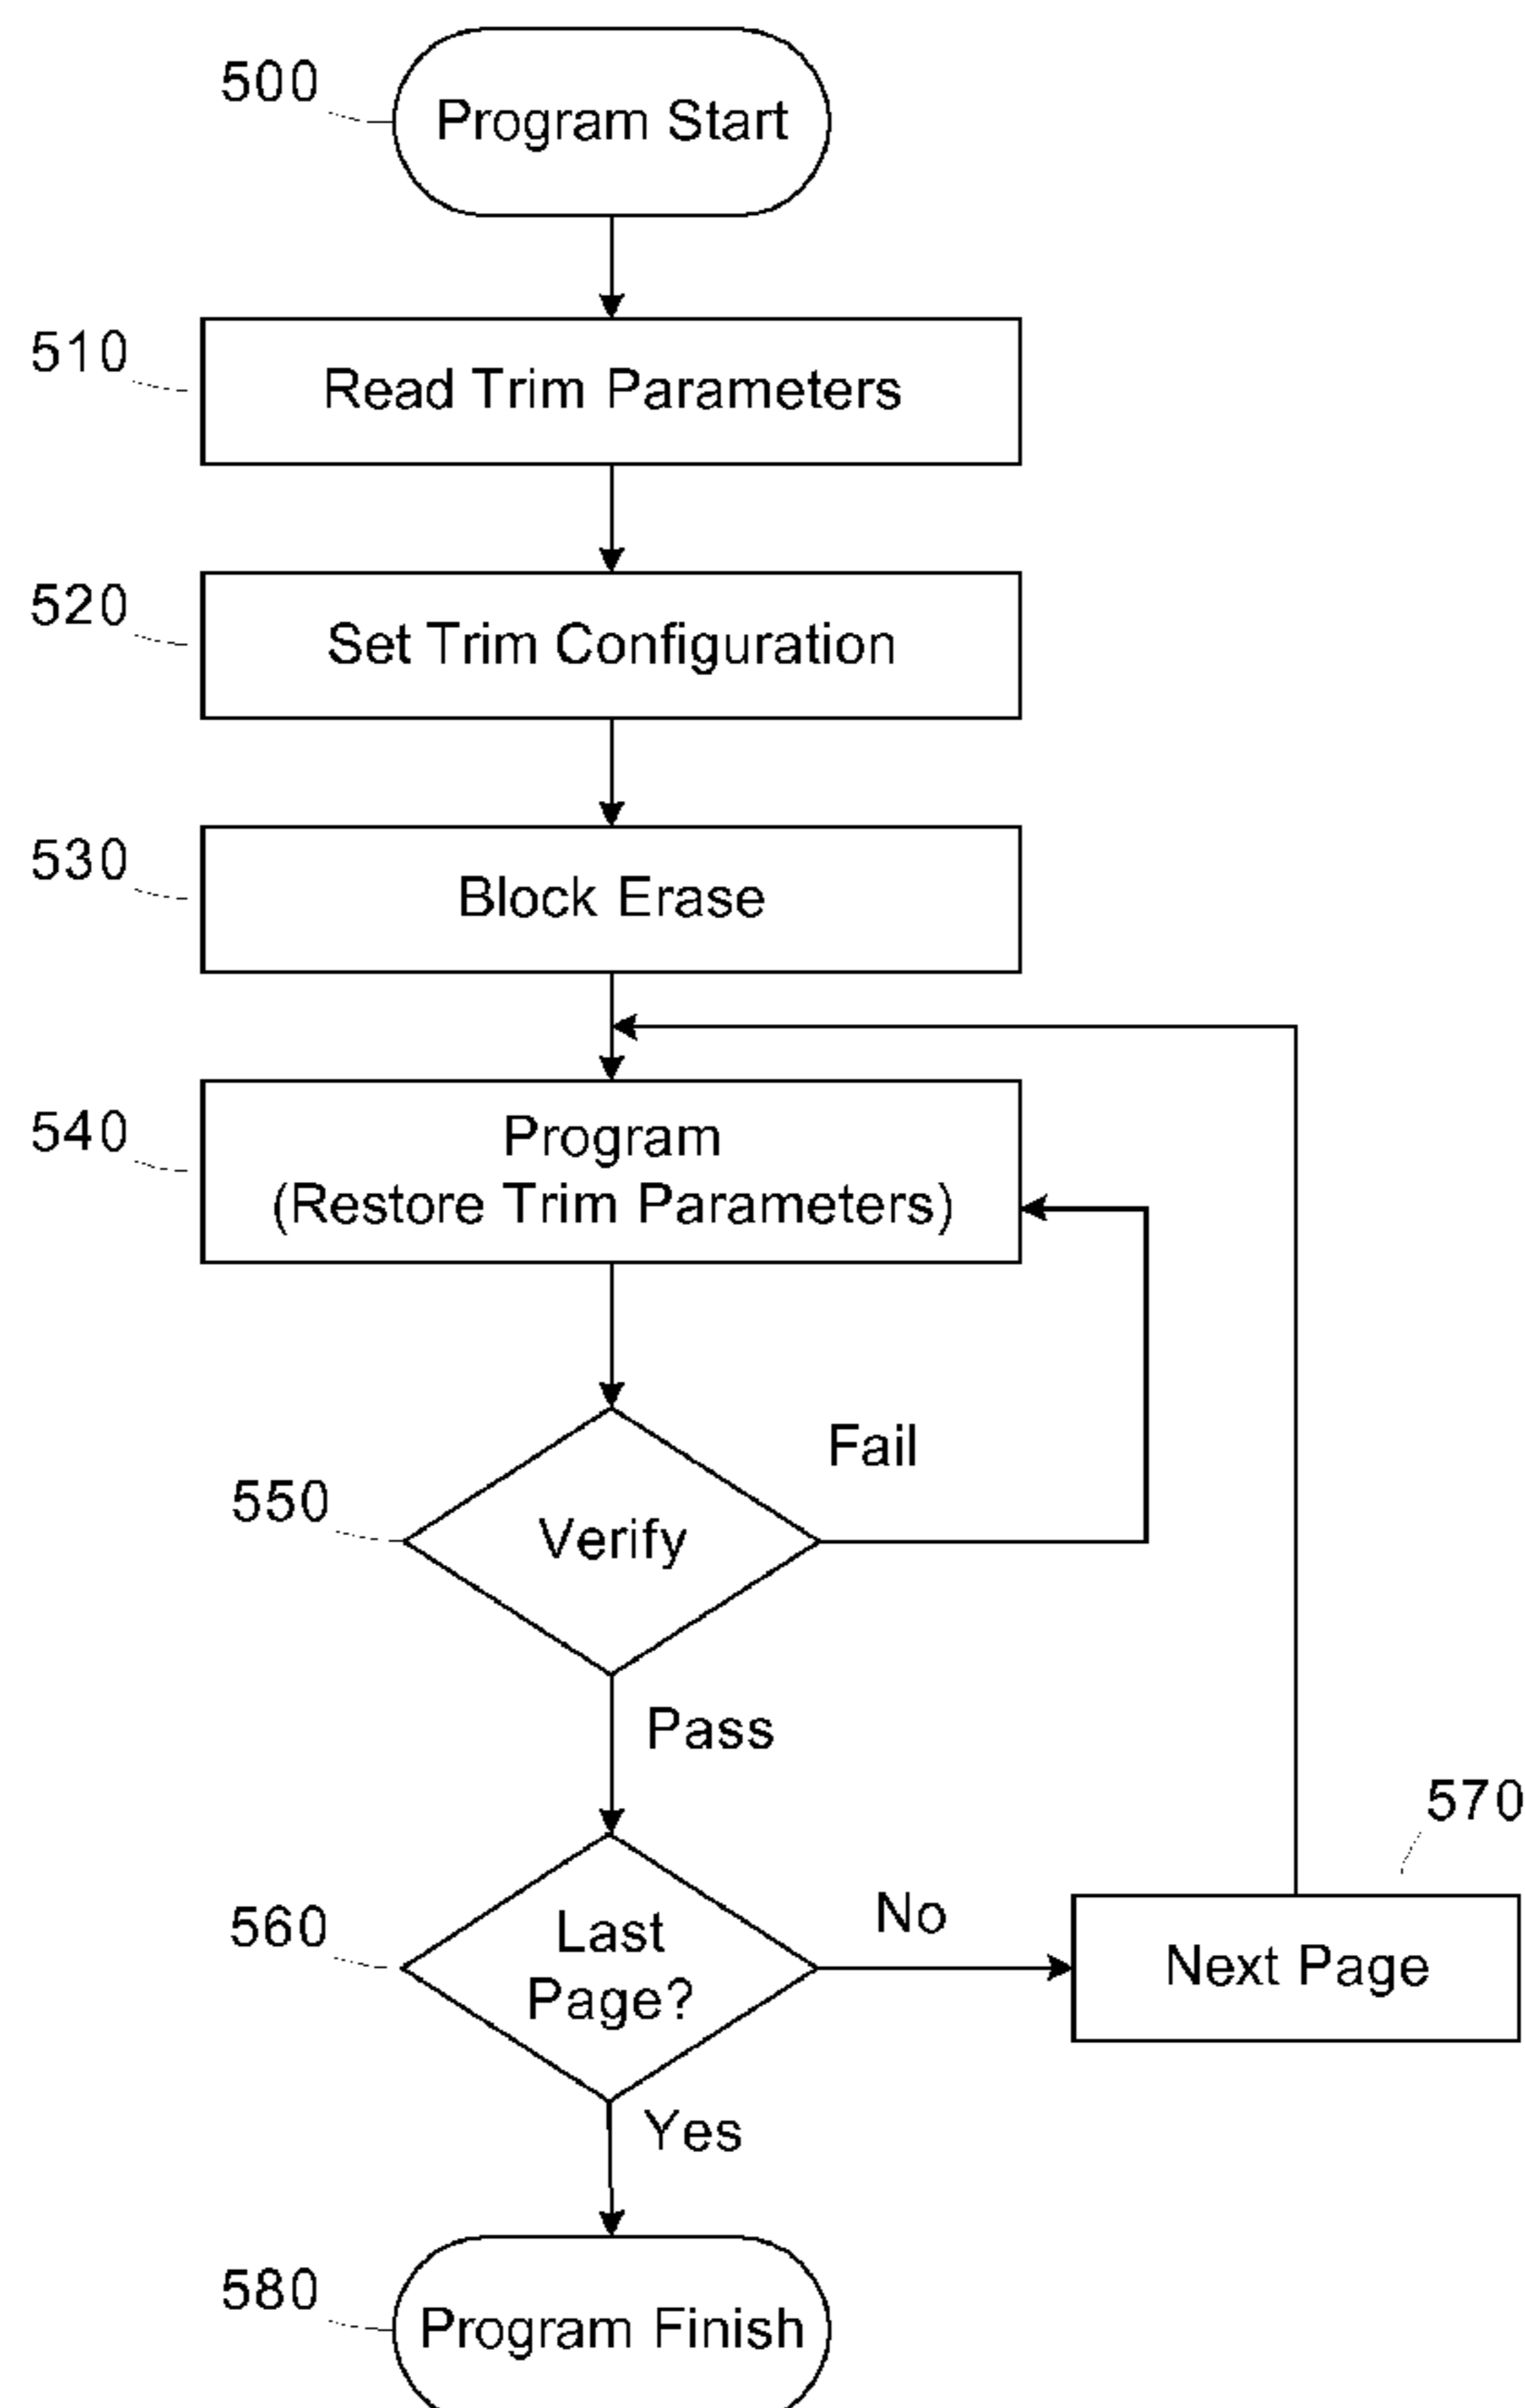 500
Program Start
510
Read Trim Parameters
520
Set Trim Configuration
530
Block Erase
540
Program
(Restore Trim Parameters)
550
Verify
Fail
Pass
560
Last
Page?
No
570
Next Page
Yes
580
Program Finish